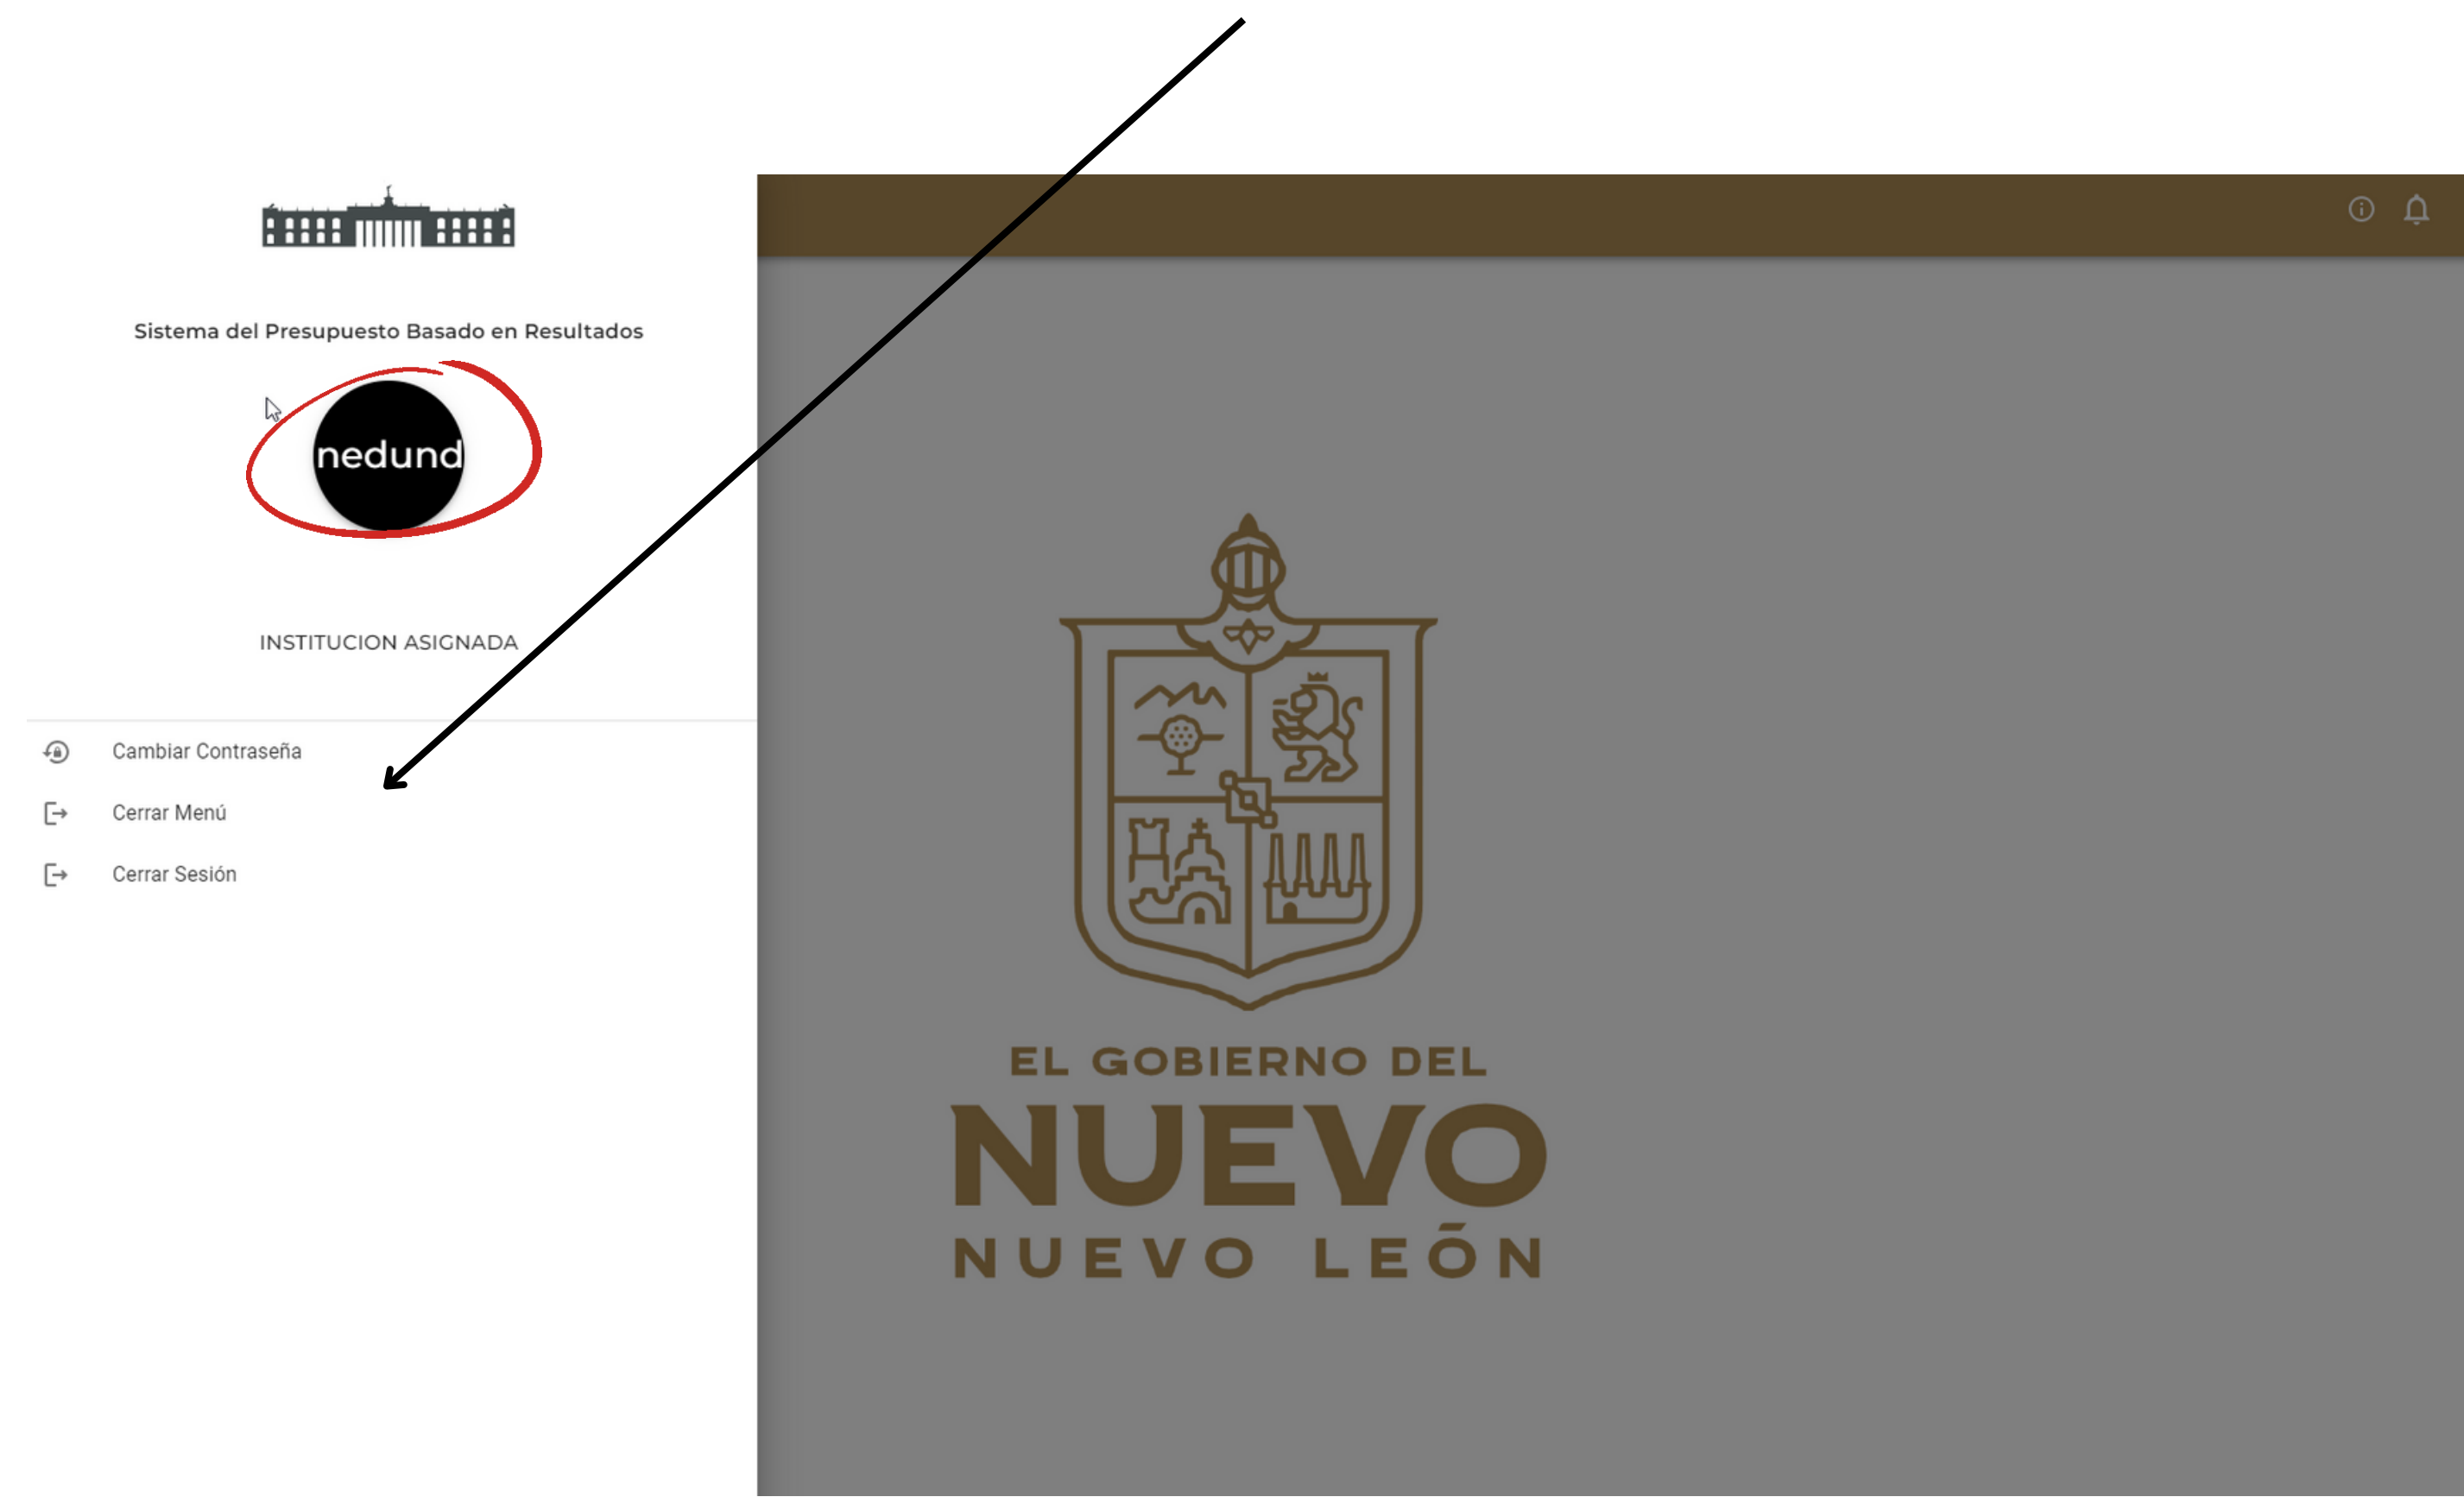 Sistema del Presupuesto Basado en Resultados
nedund
INSTITUCION ASIGNADA
Cambiar Contraseña
Cerrar Menú
Cerrar Sesión
EL GOBIERNO DEL
NUEVO
NUEVO LEÓN